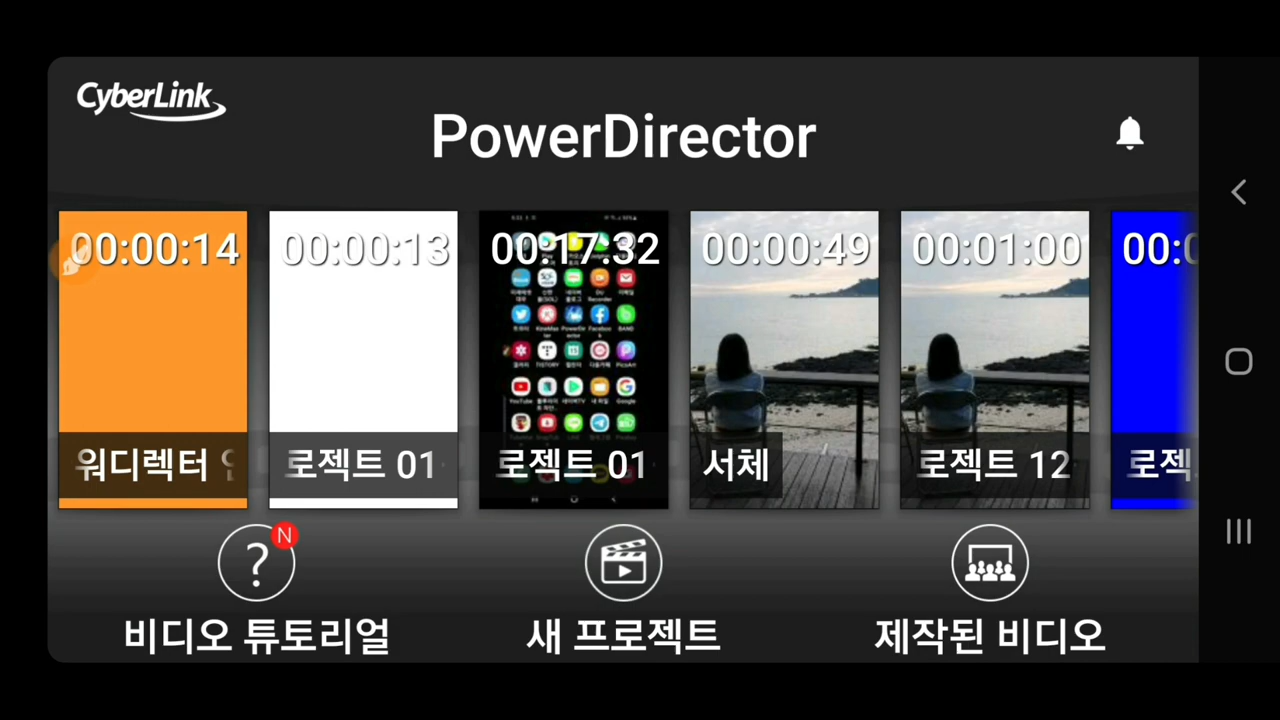 CyberLink
PowerDirector
00:00:14
00:00:13
00:17:32
00:00:49
00:01:00
00:0
워디렉터
로젝트 01
로젝트 01
서체
로젝트 12
로젝
N
?
비디오 튜토리얼
새 프로젝트
제작된 비디오